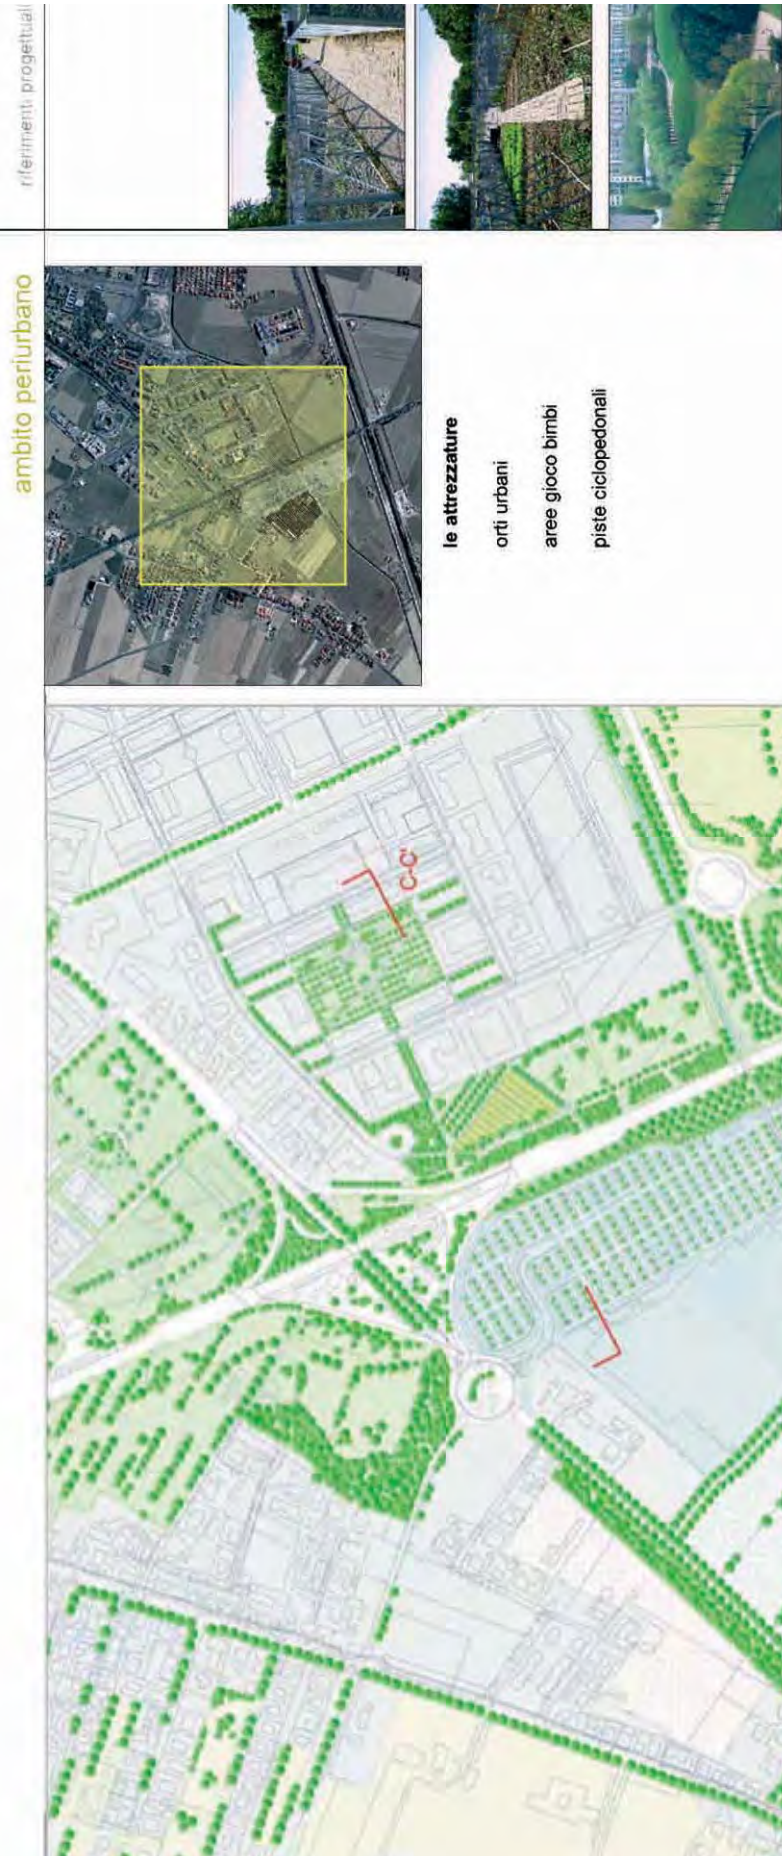 ambito periurbano
riferimenti progettuali
le attrezzature
orti urbani
aree gioco bimbi
piste ciclopedonali
C-C'